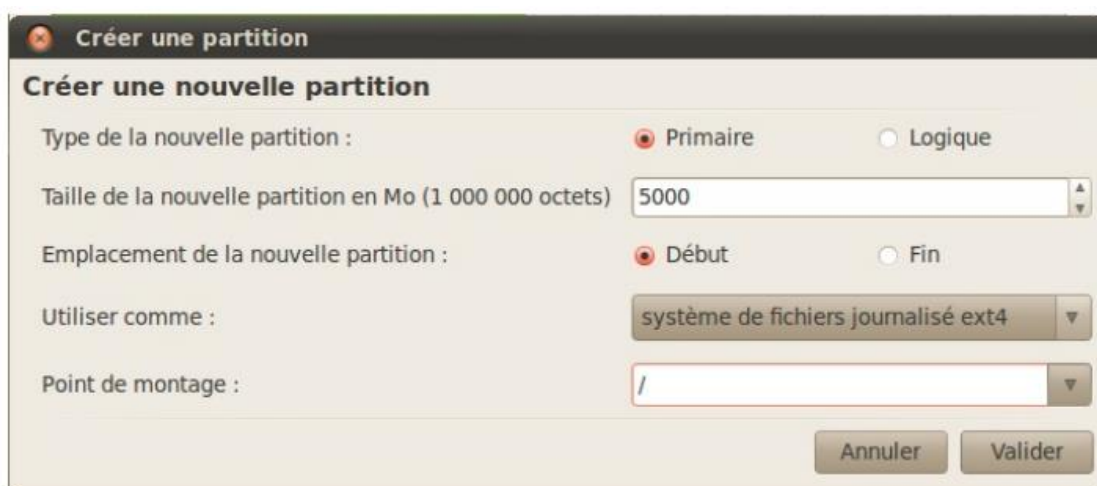 Créer une partition
Créer une nouvelle partition
Type de la nouvelle partition : Primaire Logique
Taille de la nouvelle partition en Mo (1 000 000 octets) 5000
Emplacement de la nouvelle partition : Début Fin
Utiliser comme : système de fichiers journalisé ext4
Point de montage : /
Annuler Valider